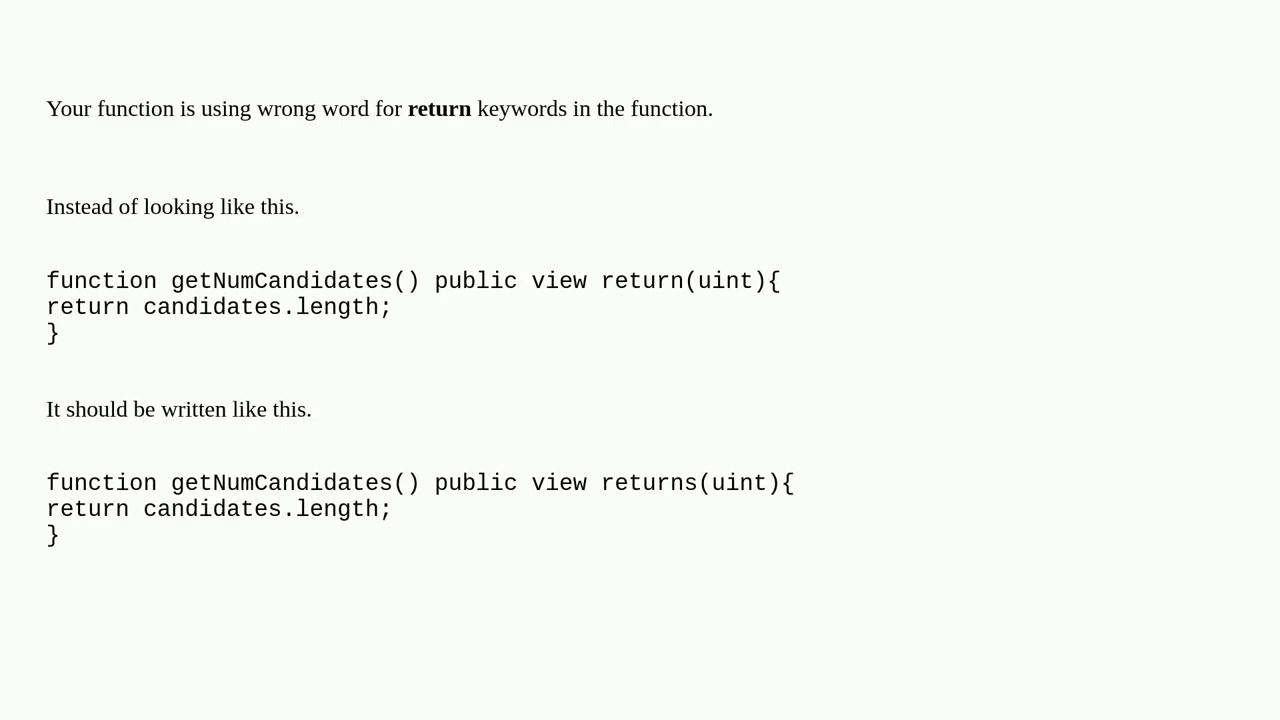 Your function is using wrong word for return keywords in the function.
Instead of looking like this.
function getNumCandidates() public view return(uint){
return candidates.length;
}
It should be written like this.
function getNumCandidates() public view returns(uint){
return candidates.length;
}